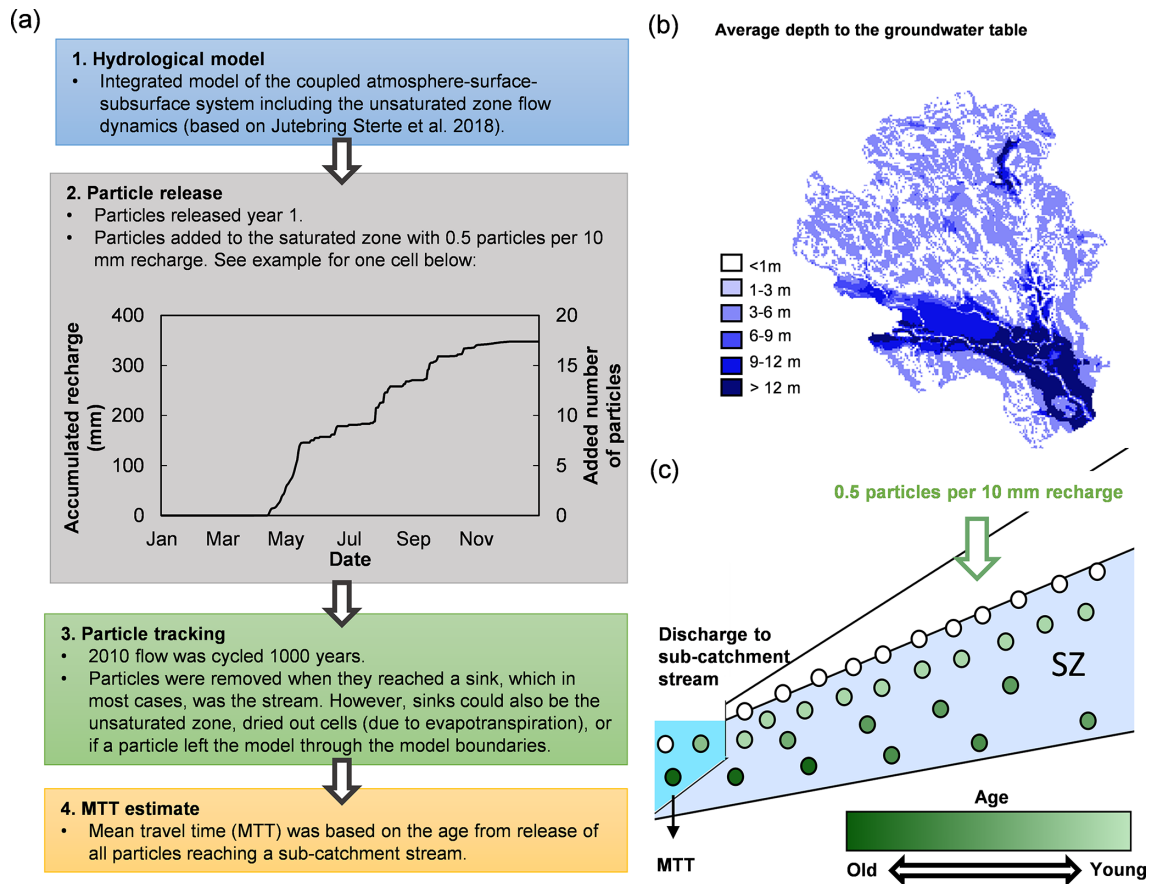 (a)
1. Hydrological model
• Integrated model of the coupled atmosphere-surface-
subsurface system including the unsaturated zone flow
dynamics (based on Jutebring Sterte et al. 2018).
2. Particle release
• Particles released year 1.
• Particles added to the saturated zone with 0.5 particles per 10
mm recharge. See example for one cell below:
Accumulated recharge
(mm)
400
300
200
100
0
20
15
10
5
0
Added number
of particles
Jan Mar May Jul Sep Nov
Date
3. Particle tracking
• 2010 flow was cycled 1000 years.
• Particles were removed when they reached a sink, which in
most cases, was the stream. However, sinks could also be the
unsaturated zone, dried out cells (due to evapotranspiration), or
if a particle left the model through the model boundaries.
4. MTT estimate
• Mean travel time (MTT) was based on the age from release of
all particles reaching a sub-catchment stream.
(b)
Average depth to the groundwater table
<1m
1-3 m
3-6 m
6-9 m
9-12 m
> 12 m
(c)
0.5 particles per 10 mm recharge
Discharge to
sub-catchment
stream
SZ
MTT
Age
Old Young